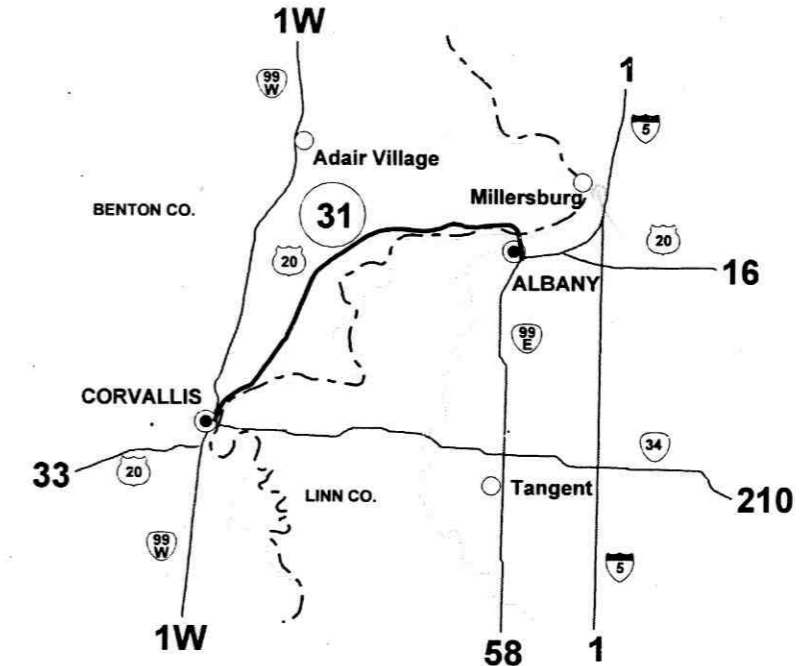 1W
99
W
1
5
Adair Village
Millersburg
BENTON CO.
31
20
20
16
ALBANY
99
E
CORVALLIS
34
33
20
LINN CO.
Tangent
210
99
W
5
1W
58
1